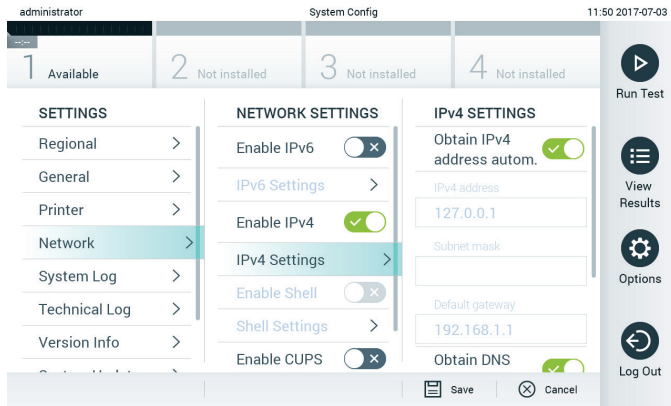 administrator
System Config
11:50 2017-07-03
--:--
1 Available
2 Not installed
3 Not installed
4 Not installed
SETTINGS
Regional
General
Printer
Network
System Log
Technical Log
Version Info
NETWORK SETTINGS
Enable IPv6
IPv6 Settings
Enable IPv4
IPv4 Settings
Enable Shell
Shell Settings
Enable CUPS
IPv4 SETTINGS
Obtain IPv4
address autom.
IPv4 address
127.0.0.1
Subnet mask
Default gateway
192.168.1.1
Obtain DNS
Save
Cancel
Run Test
View
Results
Options
Log Out